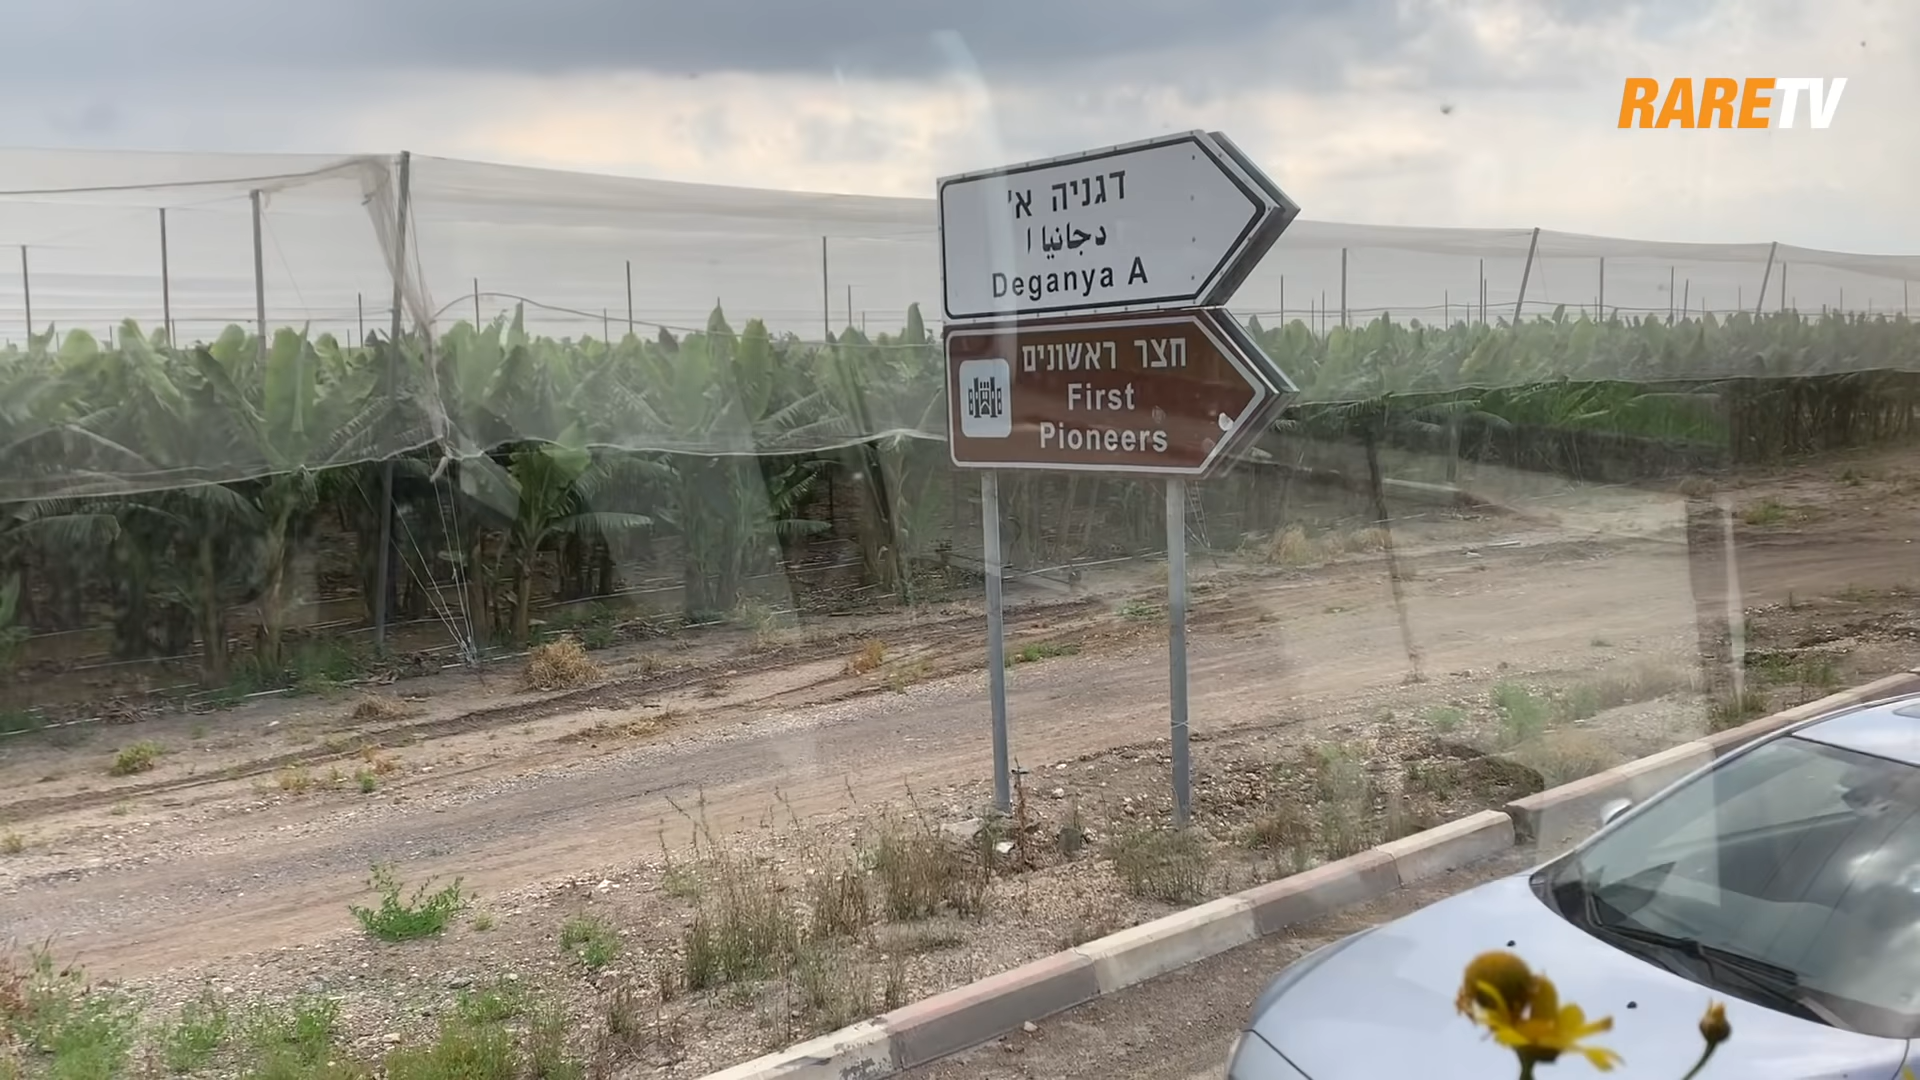 RARETV
דגניה א'
دجانيا ا
Deganya A
חצר ראשונים
First
Pioneers